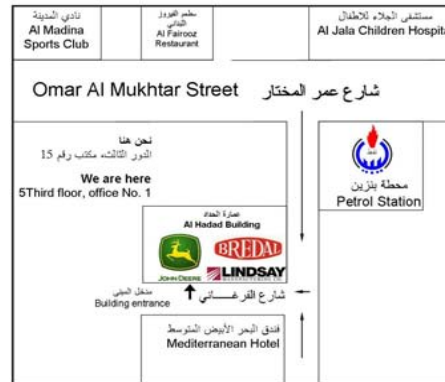 نادي المدينة
Al Madina
Sports Club
مطعم الفيروز
اللبناني
Al Fairooz
Restaurant
مستشفى الجلاء للاطفال
Al Jala Children Hospita
Omar Al Mukhtar Street شارع عمر المختار
نحن هنا
الدور الثالث، مكتب رقم 15
We are here
5Third floor, office No. 1
محطة بنزين
Petrol Station
عمارة الحداد
Al Hadad Building
JOHN DEERE
BREDAL
LINDSAY
مدخل المبنى
Building entrance
شارع الفرغــــاني
فندق البحر الأبيض المتوسط
Mediterranean Hotel